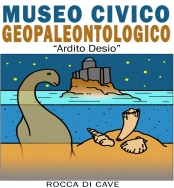 MUSEO CIVICO
GEOPALEONTOLOGICO
"Ardito Desio"
ROCCA DI CAVE